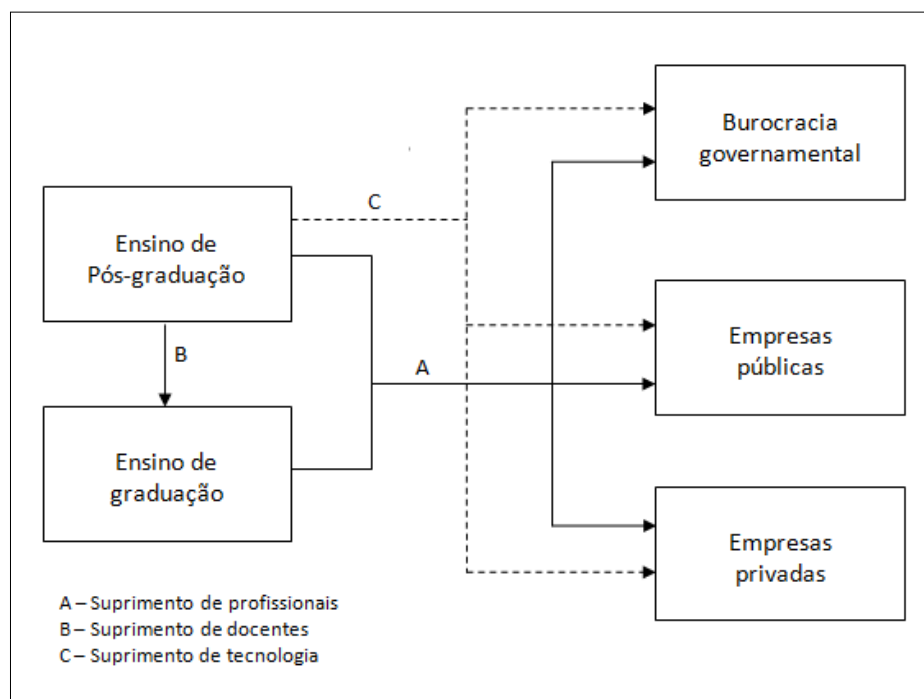 Burocracia
governamental
C
Ensino de
Pós-graduação
B
A
Empresas
públicas
Ensino de
graduação
Empresas
privadas
A – Suprimento de profissionais
B – Suprimento de docentes
C – Suprimento de tecnologia